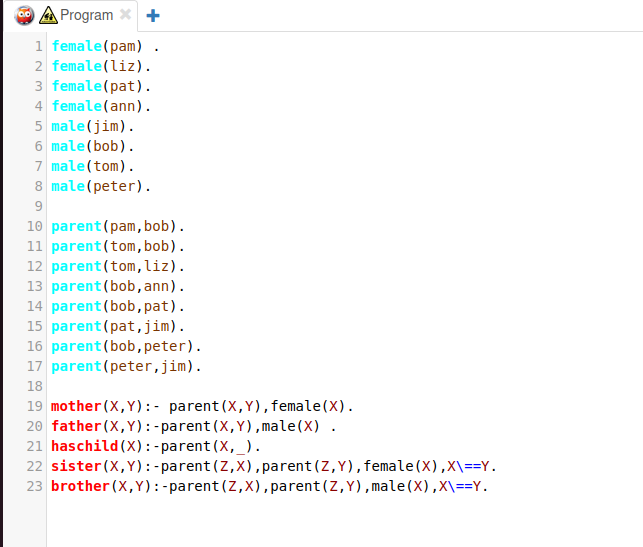 Program
1 female(pam) .
2 female(liz).
3 female(pat).
4 female(ann).
5 male(jim).
6 male(bob).
7 male(tom).
8 male(peter).
9
10 parent(pam,bob).
11 parent(tom,bob).
12 parent(tom,liz).
13 parent(bob,ann).
14 parent(bob,pat).
15 parent(pat,jim).
16 parent(bob,peter).
17 parent(peter,jim).
18
19 mother(X,Y):- parent(X,Y),female(X).
20 father(X,Y):-parent(X,Y),male(X) .
21 haschild(X):-parent(X,_).
22 sister(X,Y):-parent(Z,X),parent(Z,Y),female(X),X\==Y.
23 brother(X,Y):-parent(Z,X),parent(Z,Y),male(X),X\==Y.